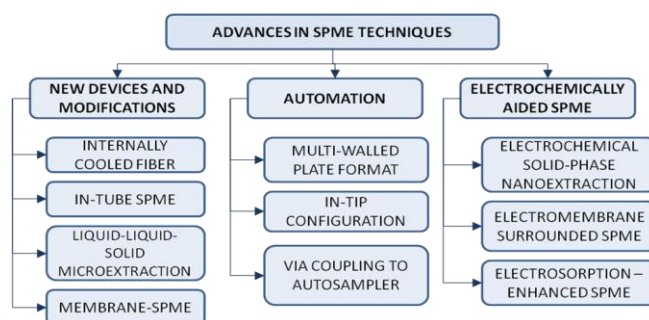 ADVANCES IN SPME TECHNIQUES
NEW DEVICES AND
MODIFICATIONS
INTERNALLY
COOLED FIBER
IN-TUBE SPME
LIQUID-LIQUID-
SOLID
MICROEXTRACTION
MEMBRANE-SPME
AUTOMATION
MULTI-WALLED
PLATE FORMAT
IN-TIP
CONFIGURATION
VIA COUPLING TO
AUTOSAMPLER
ELECTROCHEMICALLY
AIDED SPME
ELECTROCHEMICAL
SOLID-PHASE
NANOEXTRACTION
ELECTROMEMBRANE
SURROUNDED SPME
ELECTROSORPTION –
ENHANCED SPME